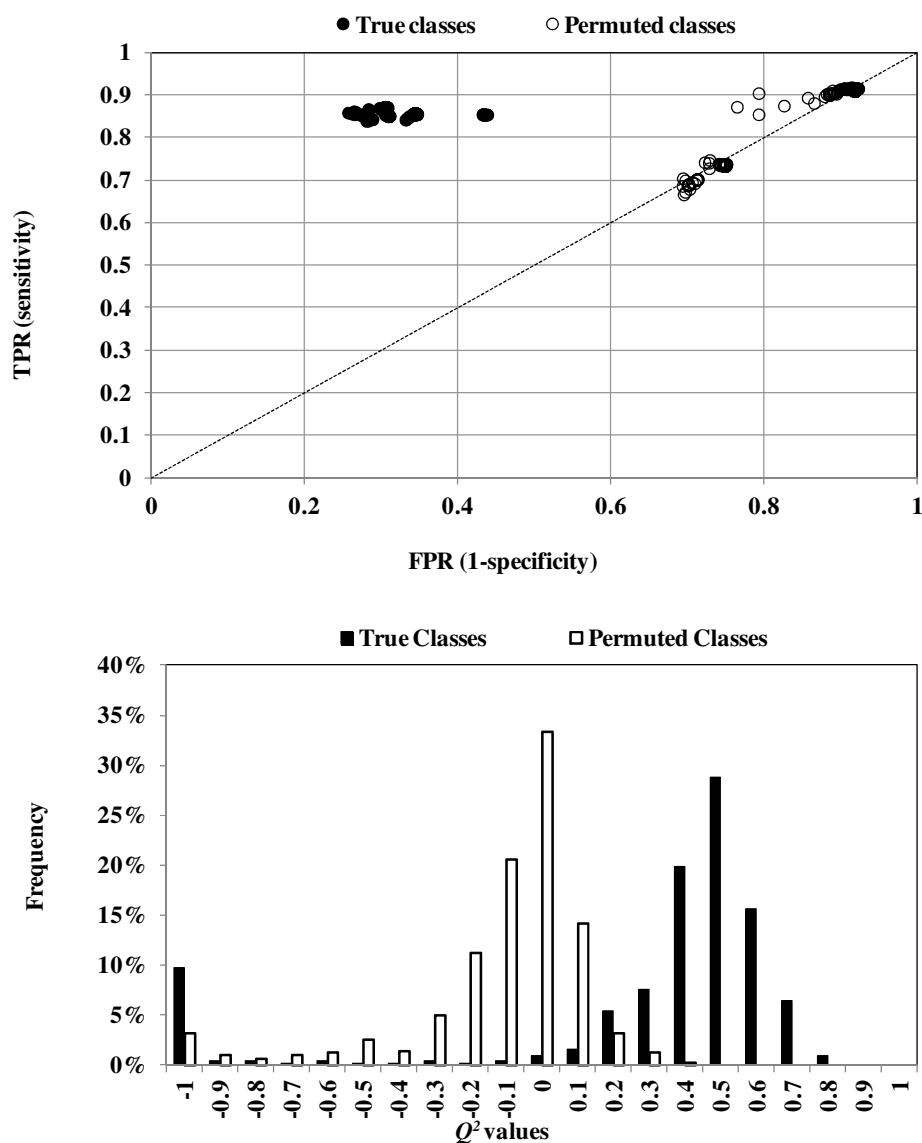 True classes Permuted classes
1
0.9
0.8
0.7
0.6
0.5
0.4
0.3
0.2
0.1
0
TPR (sensitivity)
0 0.2 0.4 0.6 0.8 1
FPR (1-specificity)
True Classes Permuted Classes
40%
35%
30%
25%
20%
15%
10%
5%
0%
Frequency
-1 -0.9 -0.8 -0.7 -0.6 -0.5 -0.4 -0.3 -0.2 -0.1 0 0.1 0.2 0.3 0.4 0.5 0.6 0.7 0.8 0.9 1
Q² values